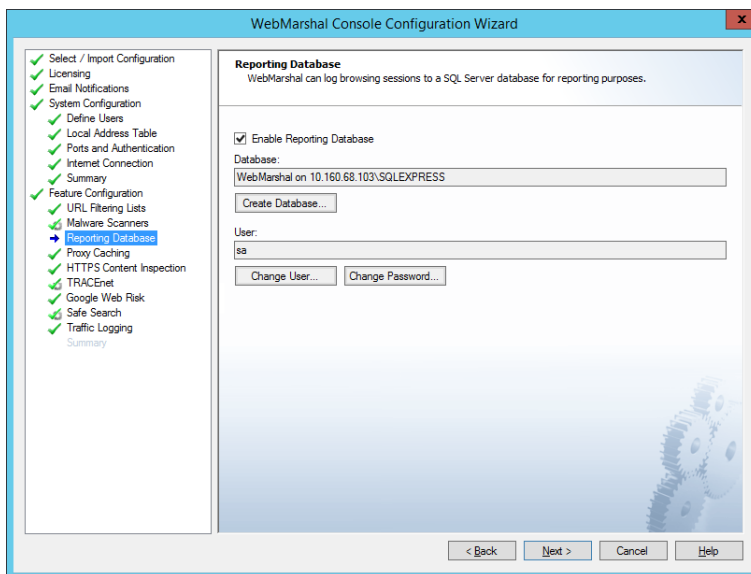 WebMarshal Console Configuration Wizard
x
Select / Import Configuration
Licensing
Email Notifications
System Configuration
Define Users
Local Address Table
Ports and Authentication
Internet Connection
Summary
Feature Configuration
URL Filtering Lists
Malware Scanners
Reporting Database
Proxy Caching
HTTPS Content Inspection
TRACEnet
Google Web Risk
Safe Search
Traffic Logging
Summary
Reporting Database
WebMarshal can log browsing sessions to a SQL Server database for reporting purposes.
Enable Reporting Database
Database:
WebMarshal on 10.160.68.103\SQLEXPRESS
Create Database...
User:
sa
Change User... Change Password...
< Back Next > Cancel Help